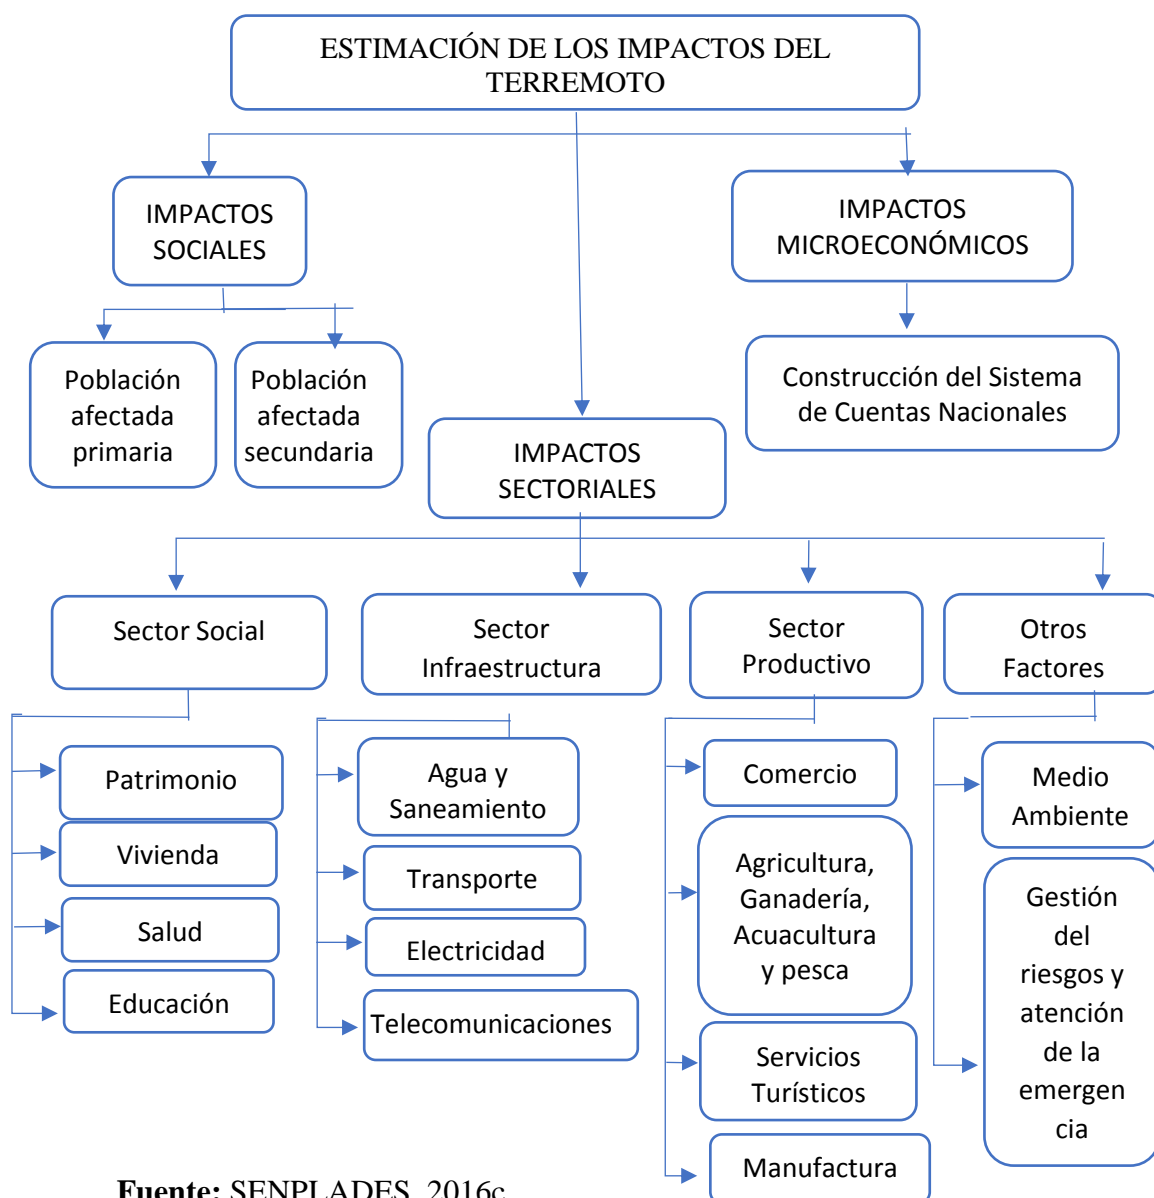 ESTIMACIÓN DE LOS IMPACTOS DEL
TERREMOTO
IMPACTOS
SOCIALES
IMPACTOS
MICROECONÓMICOS
Población
afectada
primaria
Población
afectada
secundaria
Construcción del Sistema
de Cuentas Nacionales
IMPACTOS
SECTORIALES
Sector Social
Sector
Infraestructura
Sector
Productivo
Otros
Factores
Patrimonio
Vivienda
Salud
Educación
Agua y
Saneamiento
Transporte
Electricidad
Telecomunicaciones
Comercio
Agricultura,
Ganadería,
Acuacultura
y pesca
Servicios
Turísticos
Manufactura
Medio
Ambiente
Gestión
del
riesgos y
atención
de la
emergen
cia
Fuente: SENPLADES, 2016c